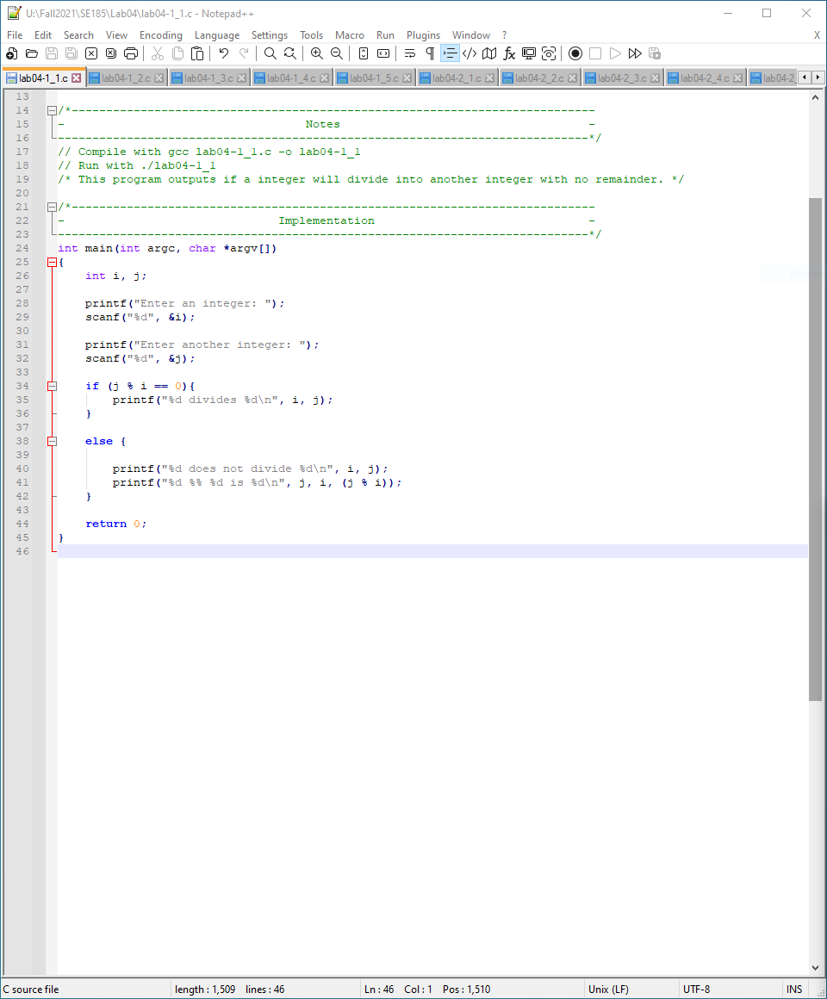 U:\Fall2021\SE185\Lab04\lab04-1_1.c - Notepad++
File Edit Search View Encoding Language Settings Tools Macro Run Plugins Window ? X
lab04-1_1.c lab04-1_2.c lab04-1_3.c lab04-1_4.c lab04-1_5.c lab04-2_1.c lab04-2_2.c lab04-2_3.c lab04-2_4.c lab04-2_
13
14 /*-----------------------------------------------------------------------------
15 - Notes -
16 ------------------------------------------------------------------------------*/
17 // Compile with gcc lab04-1_1.c -o lab04-1_1
18 // Run with ./lab04-1_1
19 /* This program outputs if a integer will divide into another integer with no remainder. */
20
21 /*-----------------------------------------------------------------------------
22 - Implementation -
23 ------------------------------------------------------------------------------*/
24 int main(int argc, char *argv[])
25 {
26     int i, j;
27
28     printf("Enter an integer: ");
29     scanf("%d", &i);
30
31     printf("Enter another integer: ");
32     scanf("%d", &j);
33
34     if (j % i == 0){
35         printf("%d divides %d\n", i, j);
36     }
37
38     else {
39
40         printf("%d does not divide %d\n", i, j);
41         printf("%d %% %d is %d\n", j, i, (j % i));
42     }
43
44     return 0;
45 }
46
C source file length : 1,509 lines : 46 Ln : 46 Col : 1 Pos : 1,510 Unix (LF) UTF-8 INS